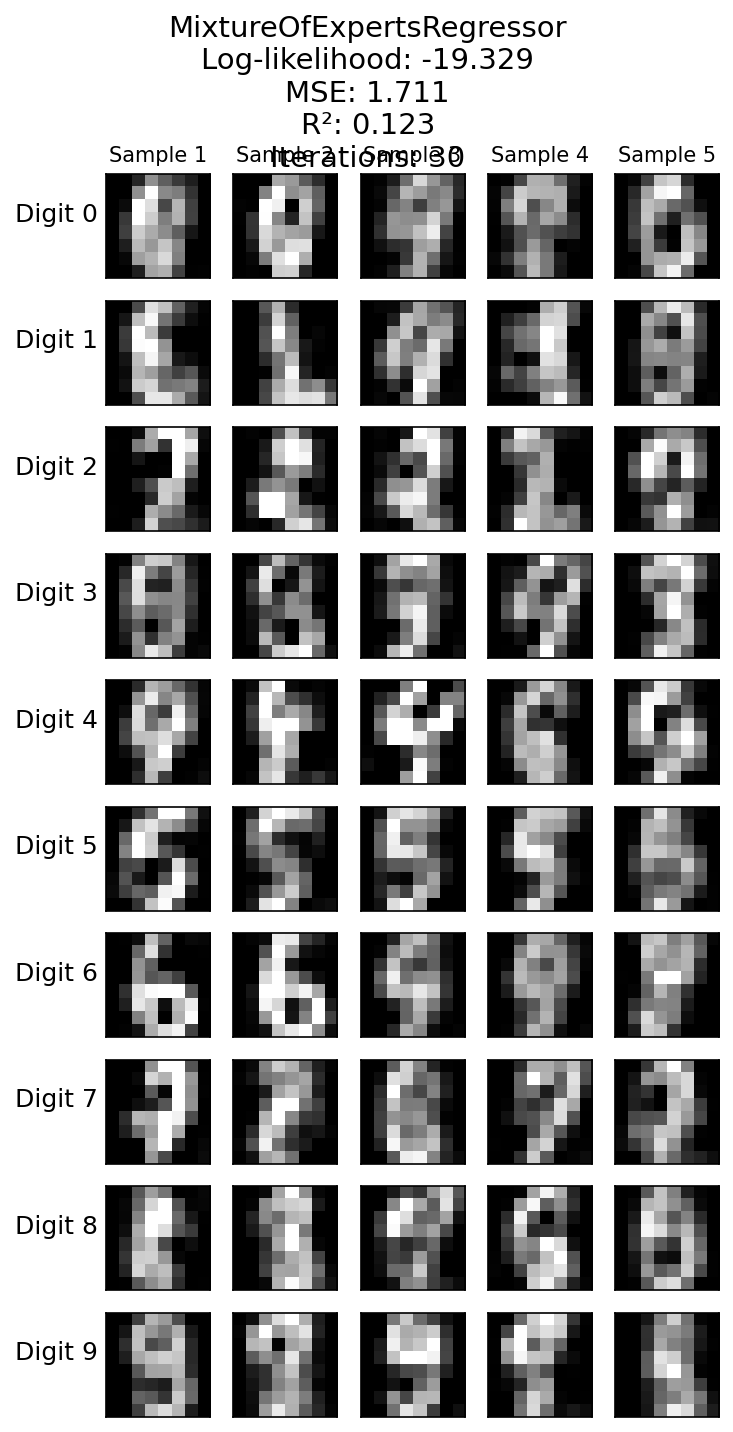 MixtureOfExpertsRegressor
Log-likelihood: -19.329
MSE: 1.711
R²: 0.123
Iterations: 30
Sample 1 Sample 2 Sample 3 Sample 4 Sample 5
Digit 0
Digit 1
Digit 2
Digit 3
Digit 4
Digit 5
Digit 6
Digit 7
Digit 8
Digit 9